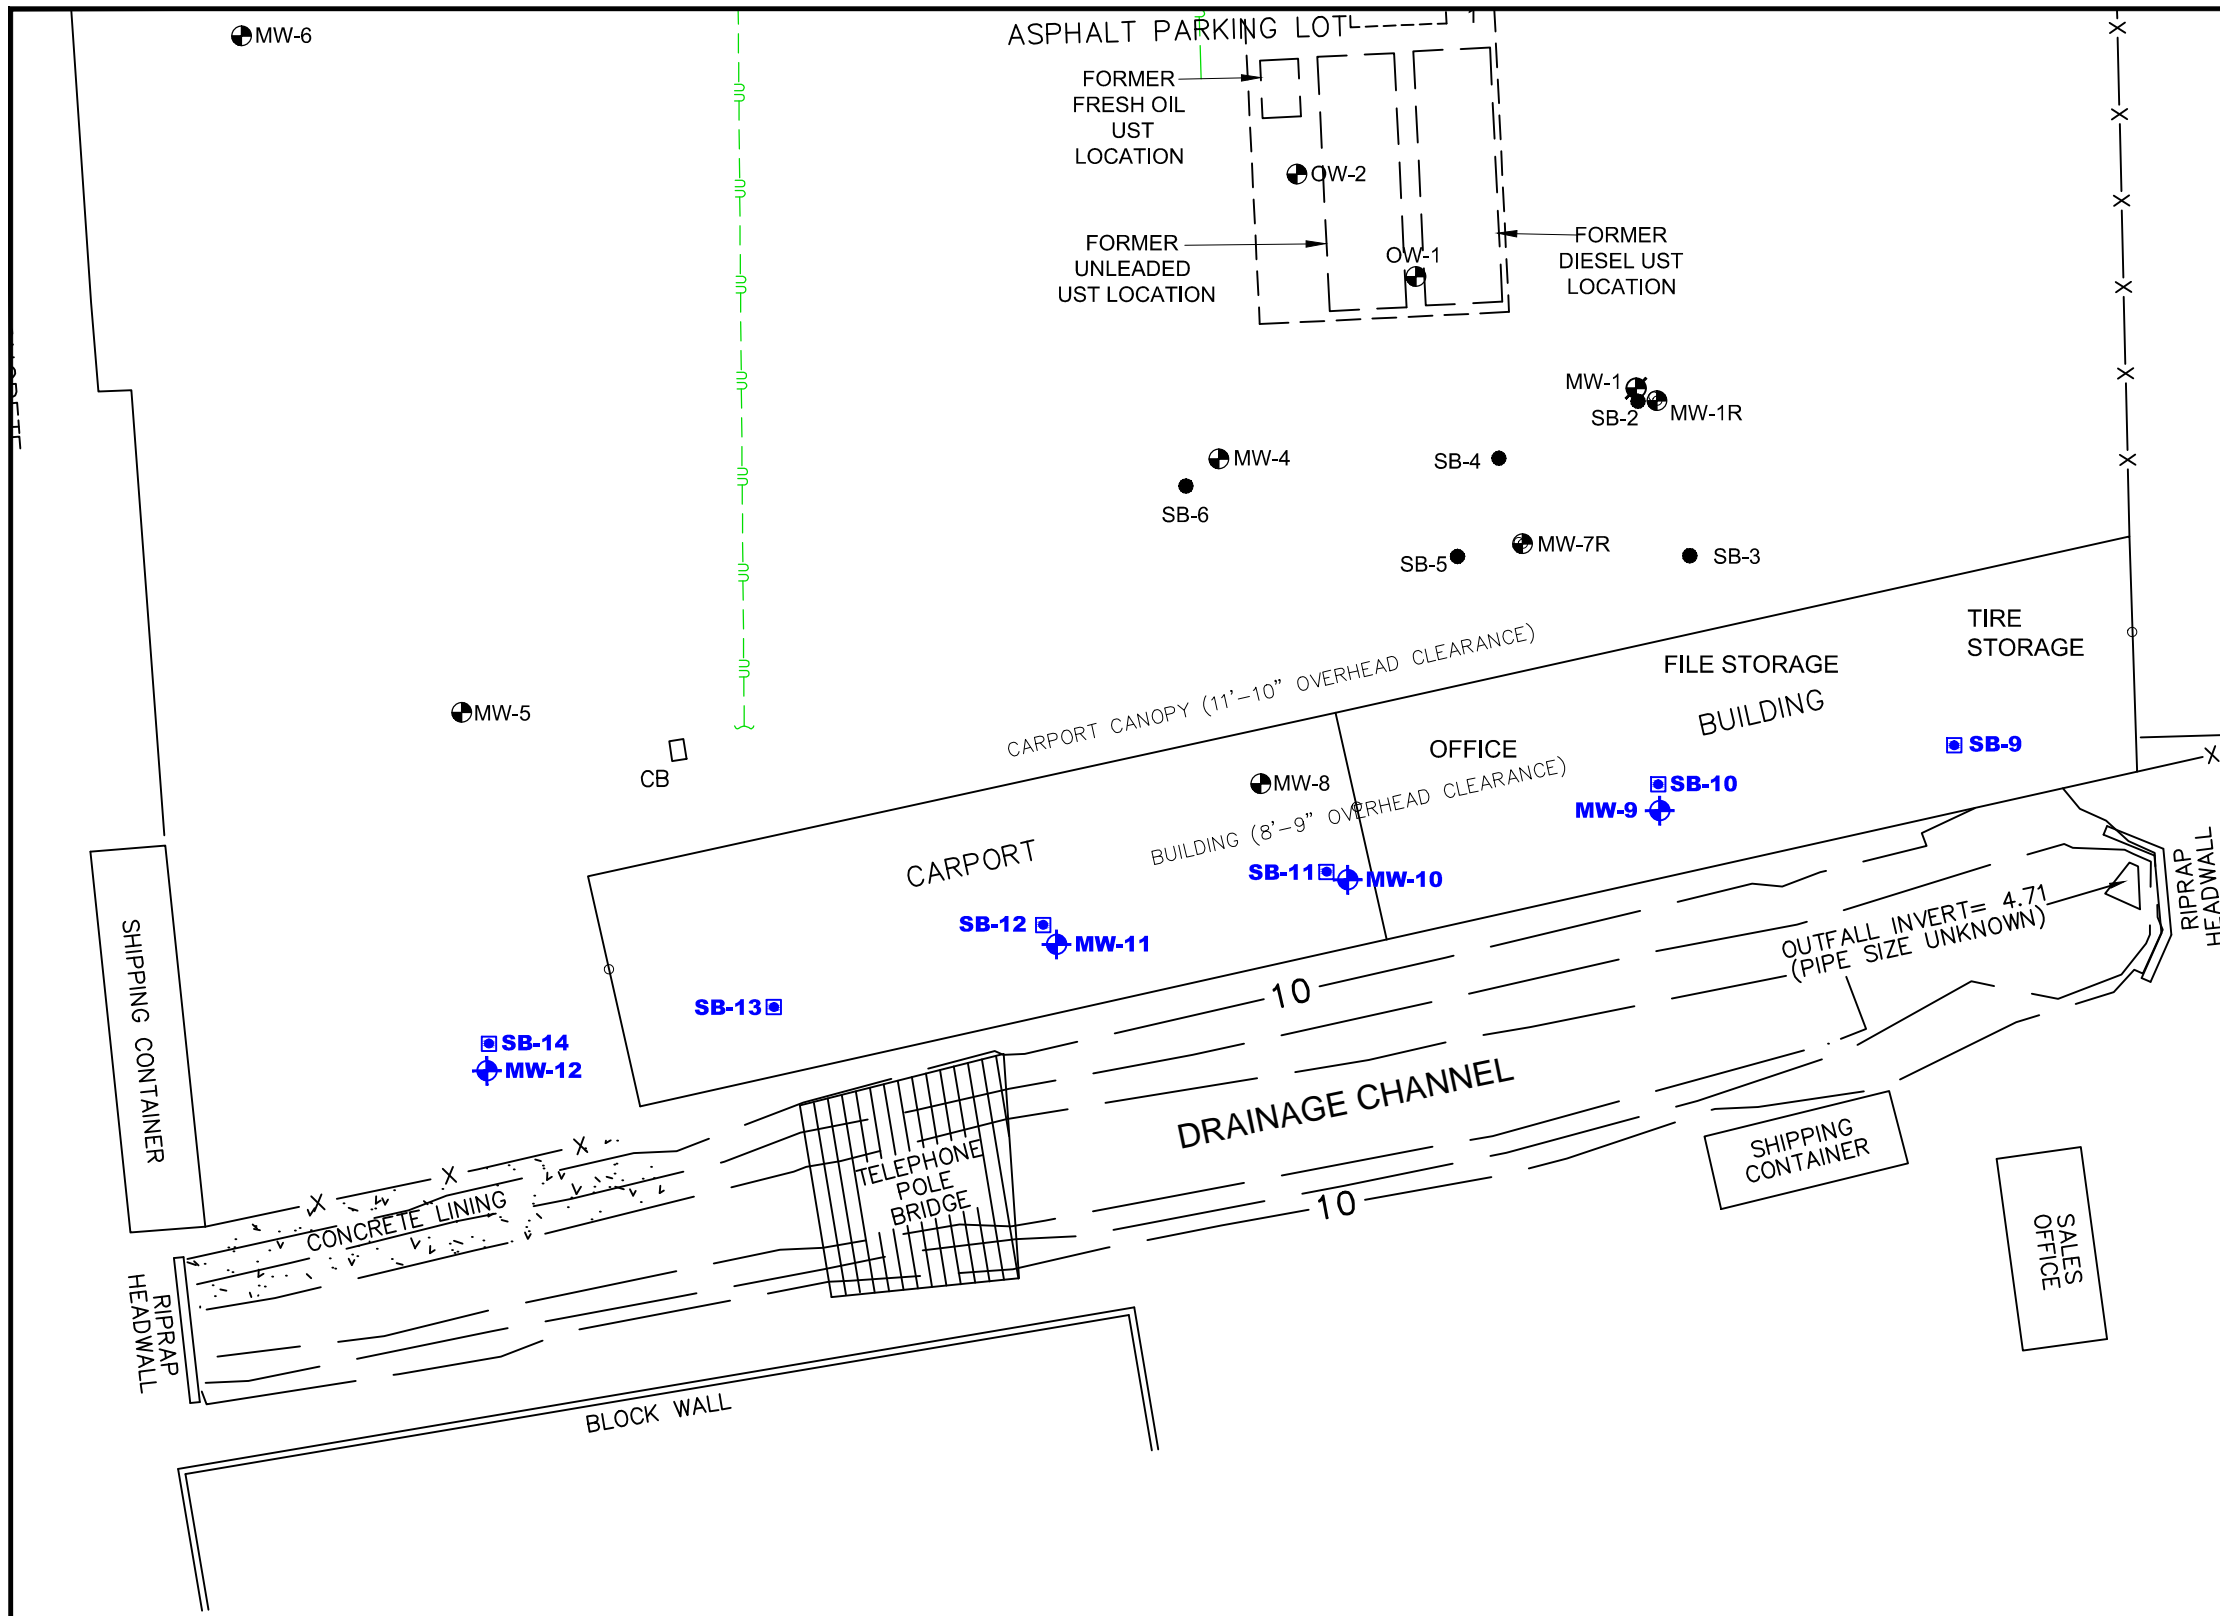 MW-6
ASPHALT PARKING LOT
FORMER
FRESH OIL
UST
LOCATION
OW-2
FORMER
UNLEADED
UST LOCATION
OW-1
FORMER
DIESEL UST
LOCATION
MW-1
SB-2
MW-1R
MW-4
SB-4
SB-6
MW-7R
SB-5
SB-3
TIRE
STORAGE
FILE STORAGE
BUILDING
CARPORT CANOPY (11'-10" OVERHEAD CLEARANCE)
MW-5
CB
OFFICE
SB-9
MW-8
BUILDING (8'-9" OVERHEAD CLEARANCE)
SB-10
MW-9
CARPORT
SB-11
MW-10
RIPRAP
HEADWALL
SB-12
MW-11
OUTFALL INVERT= 4.71
(PIPE SIZE UNKNOWN)
SHIPPING CONTAINER
SB-13
10
SB-14
MW-12
DRAINAGE CHANNEL
SHIPPING
CONTAINER
TELEPHONE
POLE
BRIDGE
10
CONCRETE LINING
SALES
OFFICE
RIPRAP
HEADWALL
BLOCK WALL
X
X
X
X
X
X
X
X
X
X